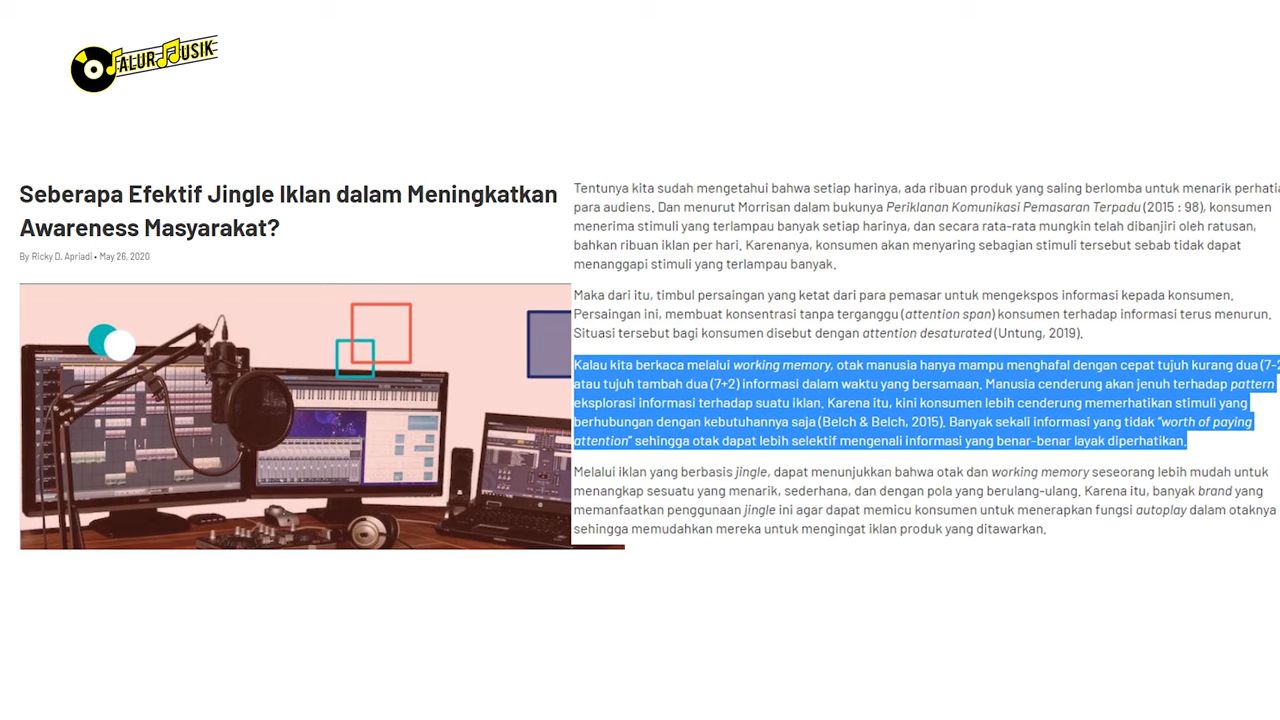 JALUR MUSIK
Seberapa Efektif Jingle Iklan dalam Meningkatkan
Awareness Masyarakat?
By Ricky D. Apriadi • May 26, 2020
Tentunya kita sudah mengetahui bahwa setiap harinya, ada ribuan produk yang saling berlomba untuk menarik perhatia
para audiens. Dan menurut Morrisan dalam bukunya Periklanan Komunikasi Pemasaran Terpadu (2015 : 98), konsumen
menerima stimuli yang terlampau banyak setiap harinya, dan secara rata-rata mungkin telah dibanjiri oleh ratusan,
bahkan ribuan iklan per hari. Karenanya, konsumen akan menyaring sebagian stimuli tersebut sebab tidak dapat
menanggapi stimuli yang terlampau banyak.
Maka dari itu, timbul persaingan yang ketat dari para pemasar untuk mengekspos informasi kepada konsumen.
Persaingan ini, membuat konsentrasi tanpa terganggu (attention span) konsumen terhadap informasi terus menurun.
Situasi tersebut bagi konsumen disebut dengan attention desaturated (Untung, 2019).
Kalau kita berkaca melalui working memory, otak manusia hanya mampu menghafal dengan cepat tujuh kurang dua (7-2
atau tujuh tambah dua (7+2) informasi dalam waktu yang bersamaan. Manusia cenderung akan jenuh terhadap pattern
eksplorasi informasi terhadap suatu iklan. Karena itu, kini konsumen lebih cenderung memerhatikan stimuli yang
berhubungan dengan kebutuhannya saja (Belch & Belch, 2015). Banyak sekali informasi yang tidak “worth of paying
attention” sehingga otak dapat lebih selektif mengenali informasi yang benar-benar layak diperhatikan.
Melalui iklan yang berbasis jingle, dapat menunjukkan bahwa otak dan working memory seseorang lebih mudah untuk
menangkap sesuatu yang menarik, sederhana, dan dengan pola yang berulang-ulang. Karena itu, banyak brand yang
memanfaatkan penggunaan jingle ini agar dapat memicu konsumen untuk menerapkan fungsi autoplay dalam otaknya
sehingga memudahkan mereka untuk mengingat iklan produk yang ditawarkan.